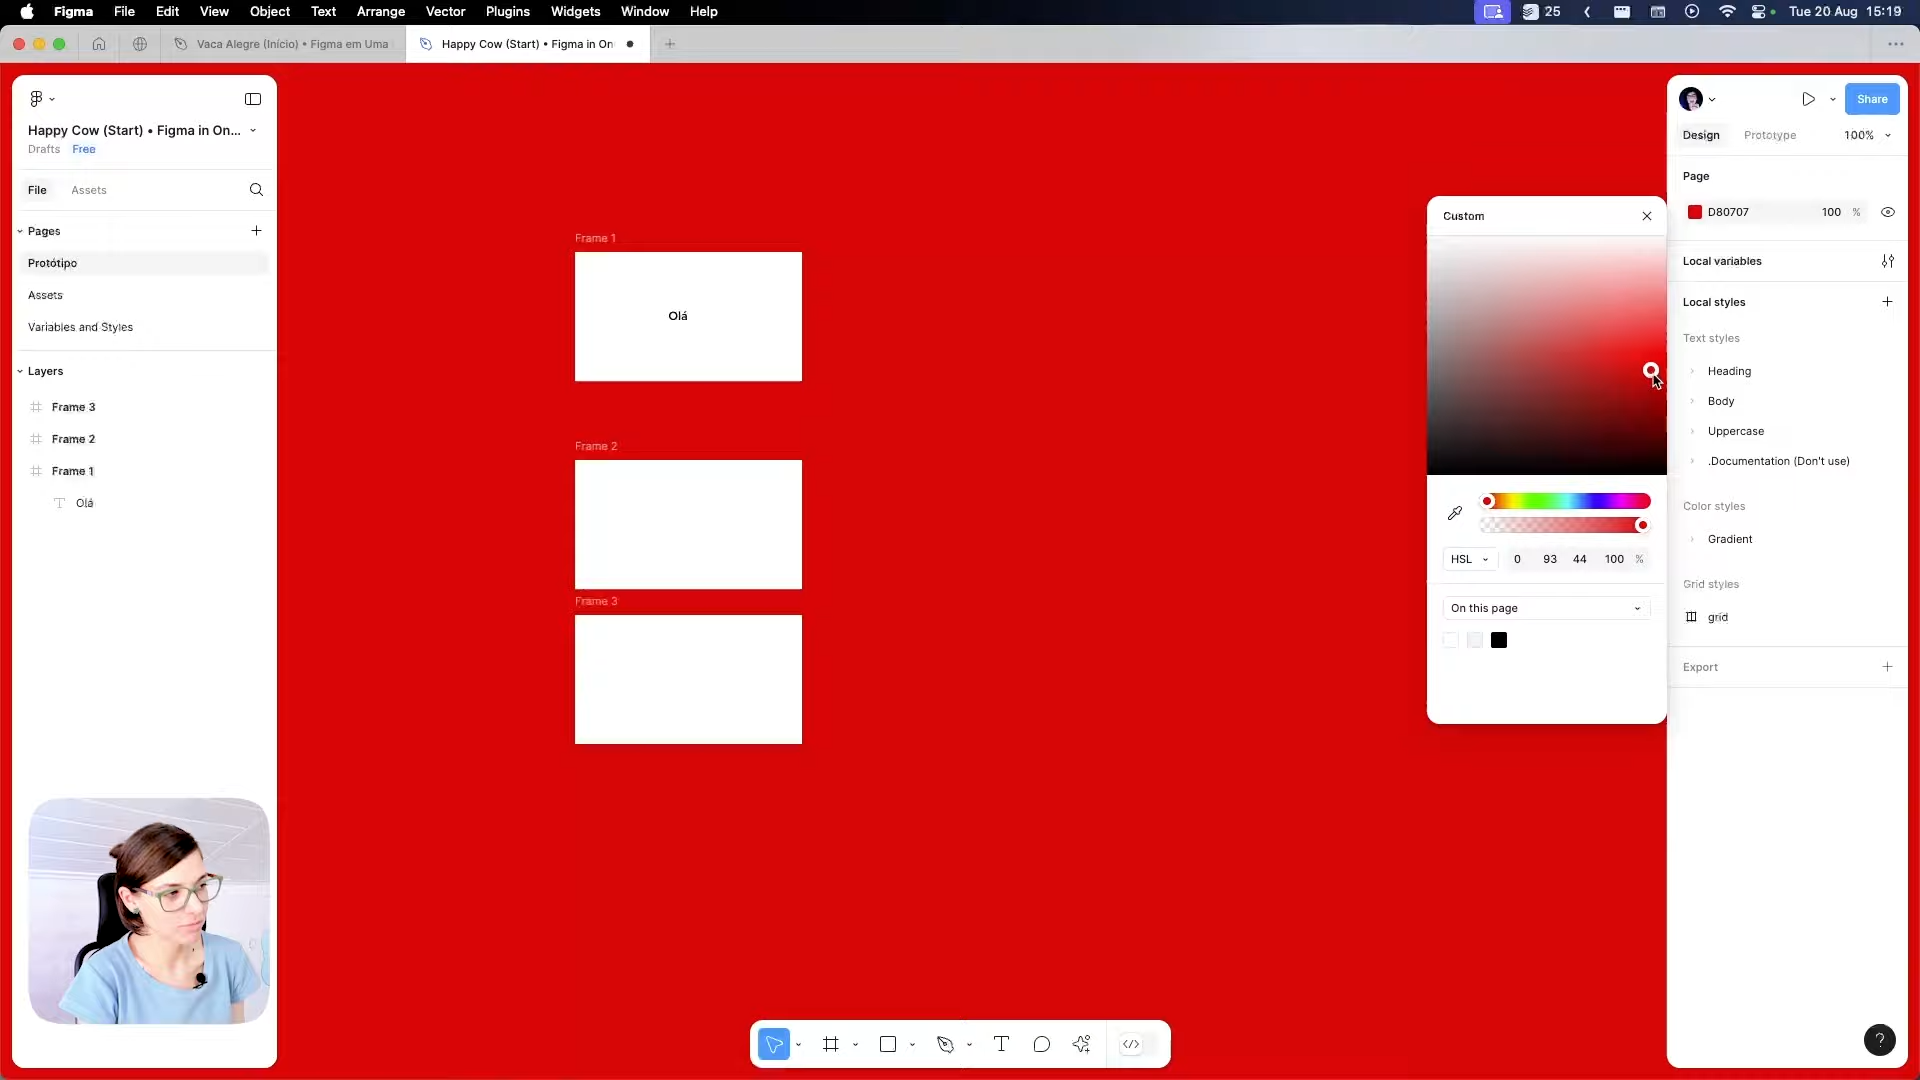 Figma File Edit View Object Text Arrange Vector Plugins Widgets Window Help
25 Tue 20 Aug 15:19
Vaca Alegre (Início) • Figma em Uma
Happy Cow (Start) • Figma in On
Happy Cow (Start) • Figma in On...
Drafts Free
File Assets
Pages
Protótipo
Assets
Variables and Styles
Layers
Frame 3
Frame 2
Frame 1
Olá
Frame 1
Olá
Frame 2
Frame 3
Custom
HSL 0 93 44 100 %
On this page
Share
Design Prototype 100%
Page
D80707 100 %
Local variables
Local styles
Text styles
Heading
Body
Uppercase
.Documentation (Don't use)
Color styles
Gradient
Grid styles
grid
Export
?